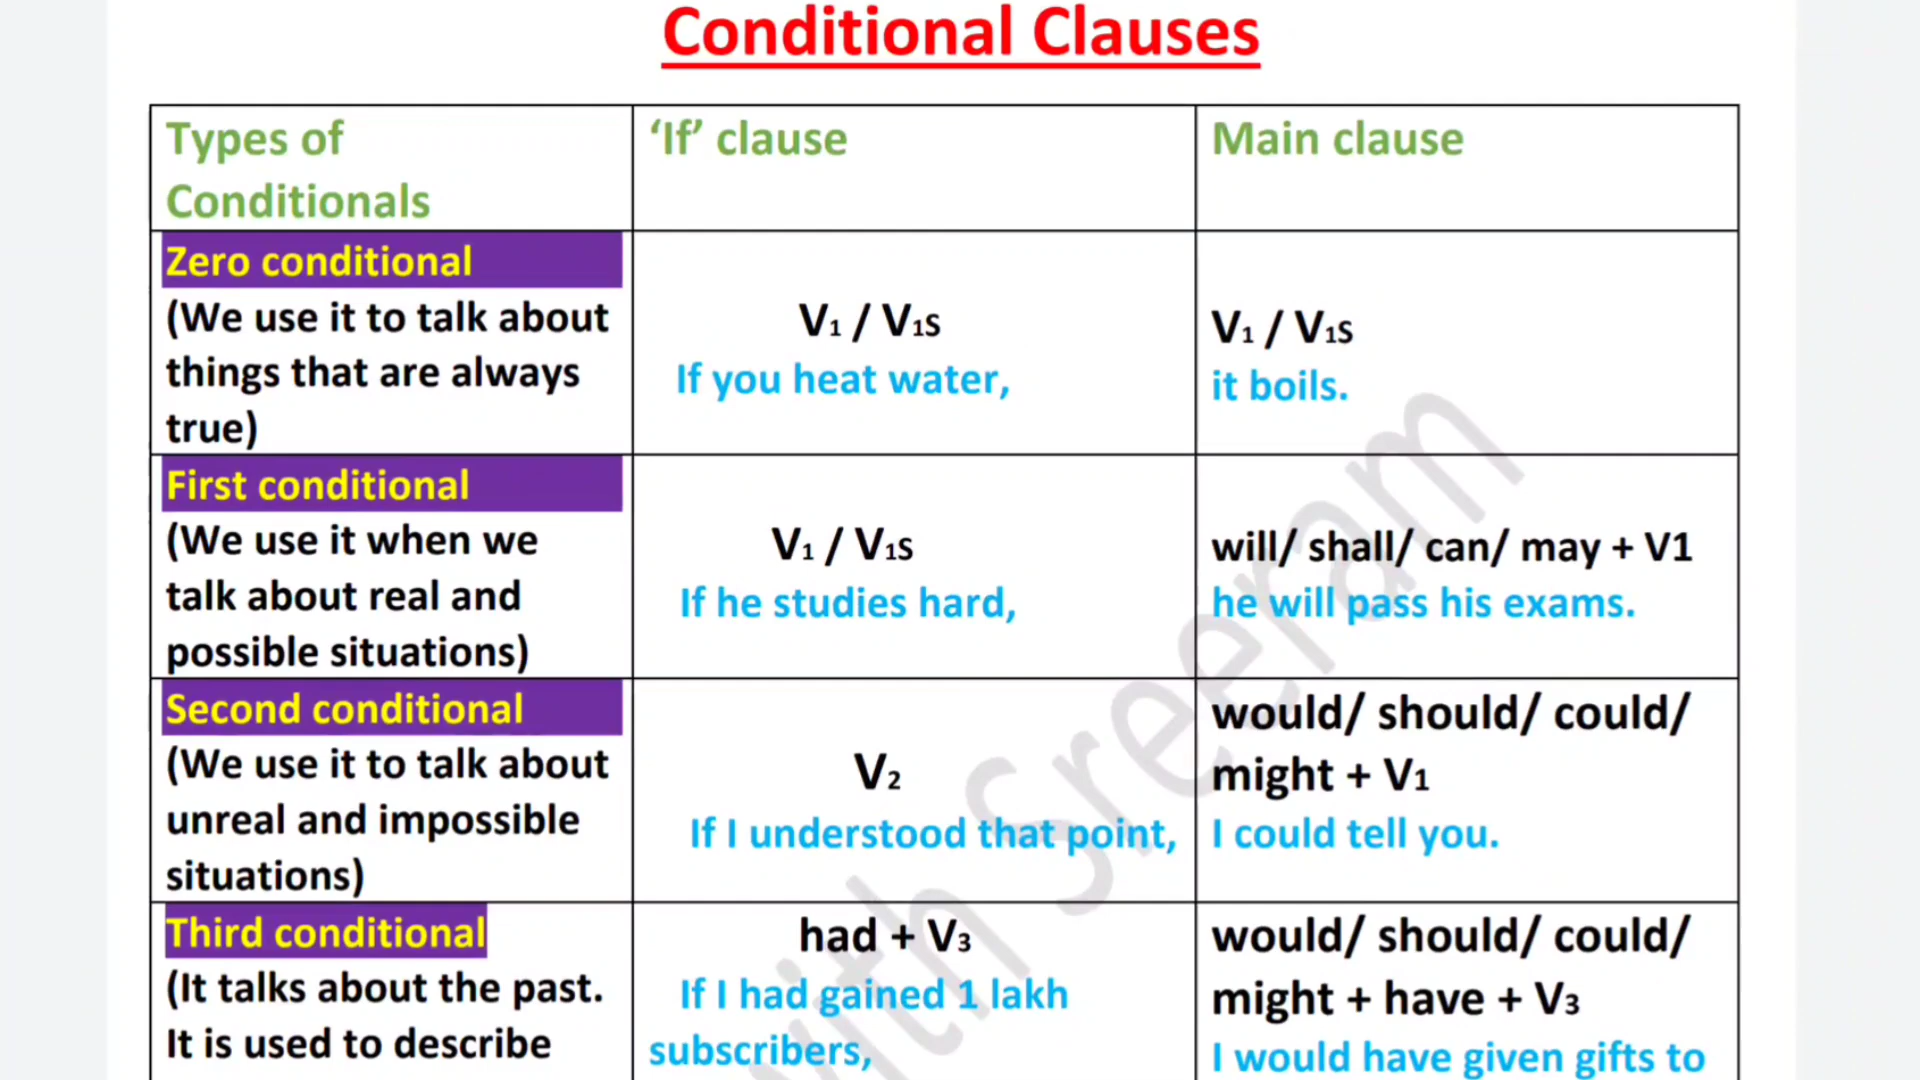 Conditional Clauses
Types of
Conditionals
‘If’ clause
Main clause
Zero conditional
(We use it to talk about
things that are always
true)
V1 / V1s
If you heat water,
V1 / V1s
it boils.
First conditional
(We use it when we
talk about real and
possible situations)
V1 / V1s
If he studies hard,
will/ shall/ can/ may + V1
he will pass his exams.
Second conditional
(We use it to talk about
unreal and impossible
situations)
V2
If I understood that point,
would/ should/ could/
might + V1
I could tell you.
Third conditional
(It talks about the past.
It is used to describe
had + V3
If I had gained 1 lakh
subscribers,
would/ should/ could/
might + have + V3
I would have given gifts to
with Sreeram